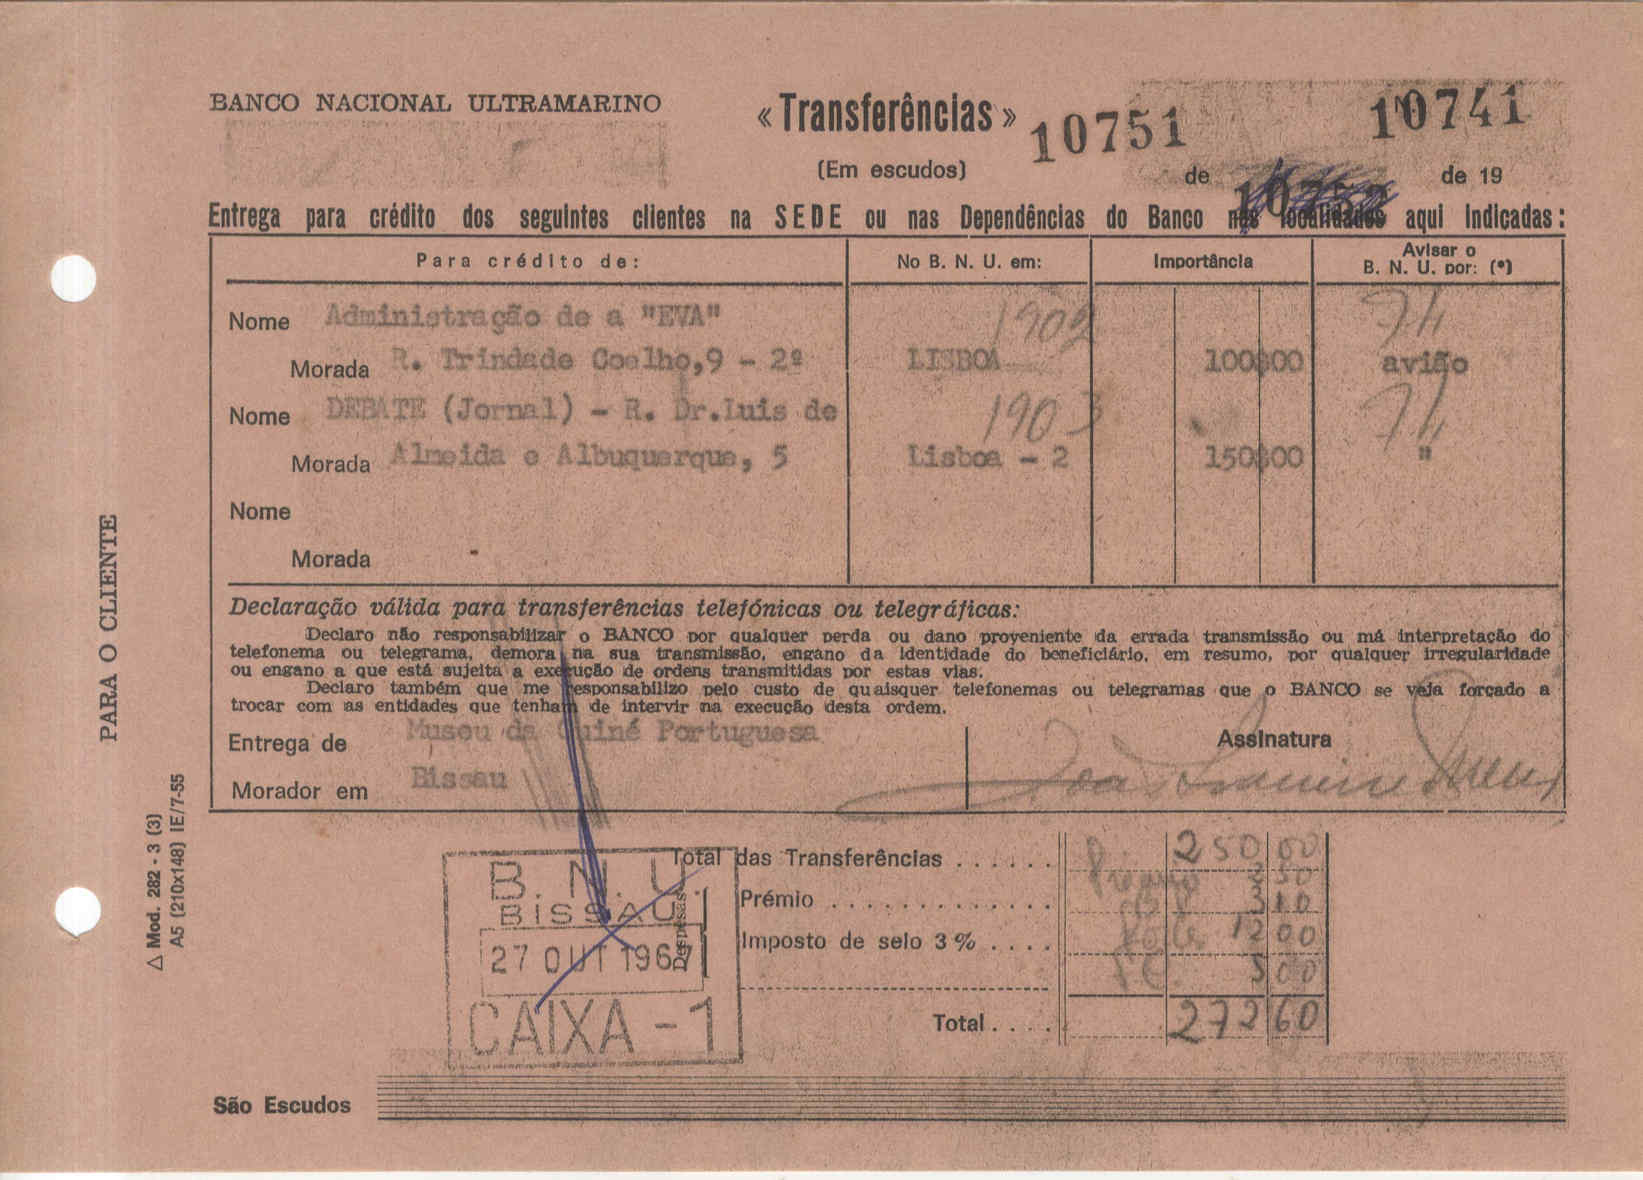 BANCO NACIONAL ULTRAMARINO
«Transferências»
10751
10741
(Em escudos)
de
de 19
Entrega para crédito dos seguintes clientes na SEDE ou nas Dependências do Banco nas localidades aqui indicadas:
Para crédito de:
No B. N. U. em:
Importância
Avisar o
B. N. U. por: (*)
Nome Administração de a "EVA" 1902 74
Morada R. Trindade Coelho,9 - 2º LISBOA 100$00 avião
Nome DEBATE (Jornal) - R. Dr.Luis de 1903 74
Morada Almeida e Albuquerque, 5 Lisboa - 2 150$00 "
Nome
Morada
Declaração válida para transferências telefónicas ou telegráficas:
Declaro não responsabilizar o BANCO por qualquer perda ou dano proveniente da errada transmissão ou má interpretação do
telefonema ou telegrama, demora na sua transmissão, engano da identidade do beneficiário, em resumo, por qualquer irregularidade
ou engano a que está sujeita a execução de ordens transmitidas por estas vias.
Declaro também que me responsabilizo pelo custo de quaisquer telefonemas ou telegramas que o BANCO se veja forçado a
trocar com as entidades que tenham de intervir na execução desta ordem.
Entrega de Museu da Guiné Portuguesa
Assinatura
Morador em Bissau
B. N. U.
BISSAU
27 OUT 1967
CAIXA - 1
Despesas
Total das Transferências . . . . . . 250 00
Prémio . . . . . . . . . . . . .
Imposto de selo 3% . . . . 12 00
Total . . . . 272 60
São Escudos
PARA O CLIENTE
Δ Mod. 282 - 3 (3)
A5 (210x148) IE/7-55